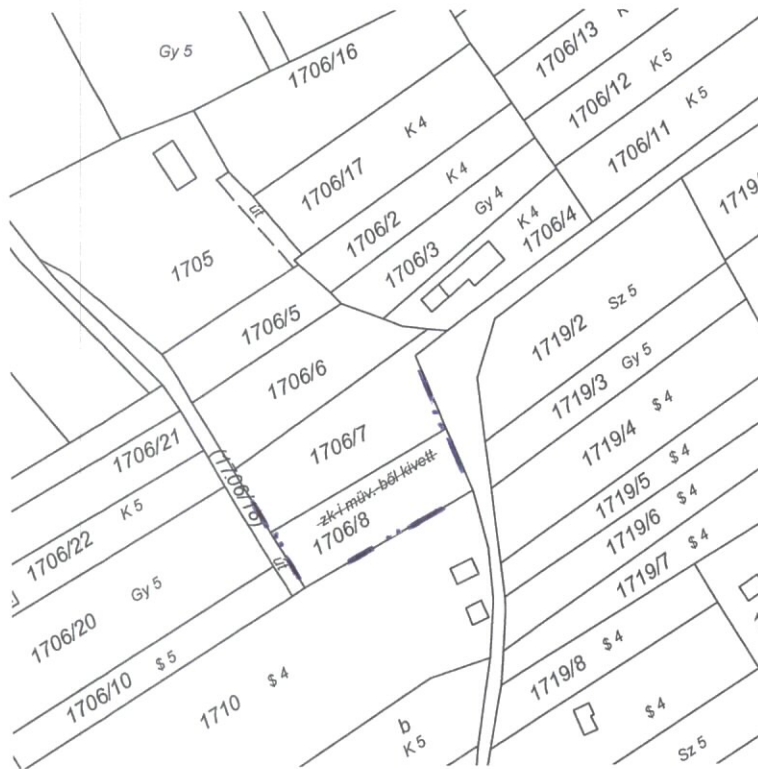 Gy 5
1706/16
1706/13
K
1706/12
K 5
1706/11
K 5
1706/17
K 4
1706/2
K 4
1706/3
Gy 4
1706/4
K 4
1719/
1705
út
1706/5
1706/6
1706/7
1719/2
Sz 5
1719/3
Gy 5
1719/4
$ 4
1719/5
$ 4
1719/6
$ 4
1719/7
$ 4
1706/21
(1706/18)
zk i műv. ből kivett
1706/8
út
1706/22
K 5
1706/20
Gy 5
1706/10
$ 5
1710
$ 4
1719/8
$ 4
b
K 5
$ 4
Sz 5